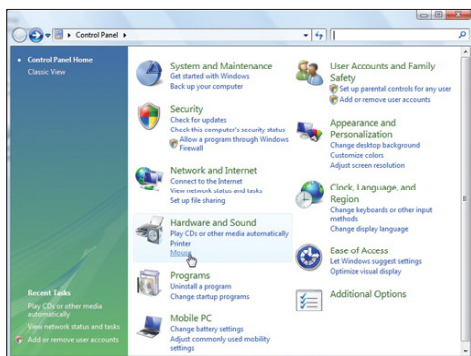 Control Panel
Control Panel Home
Classic View
System and Maintenance
Get started with Windows
Back up your computer
Security
Check for updates
Check this computer's security status
Allow a program through Windows
Firewall
Network and Internet
Connect to the Internet
View network status and tasks
Set up file sharing
Hardware and Sound
Play CDs or other media automatically
Printer
Mouse
Programs
Uninstall a program
Change startup programs
Mobile PC
Change battery settings
Adjust commonly used mobility
settings
User Accounts and Family
Safety
Set up parental controls for any user
Add or remove user accounts
Appearance and
Personalization
Change desktop background
Customize colors
Adjust screen resolution
Clock, Language, and
Region
Change keyboards or other input
methods
Change display language
Ease of Access
Let Windows suggest settings
Optimize visual display
Additional Options
Recent Tasks
Play CDs or other media
automatically
View network status and tasks
Add or remove user accounts